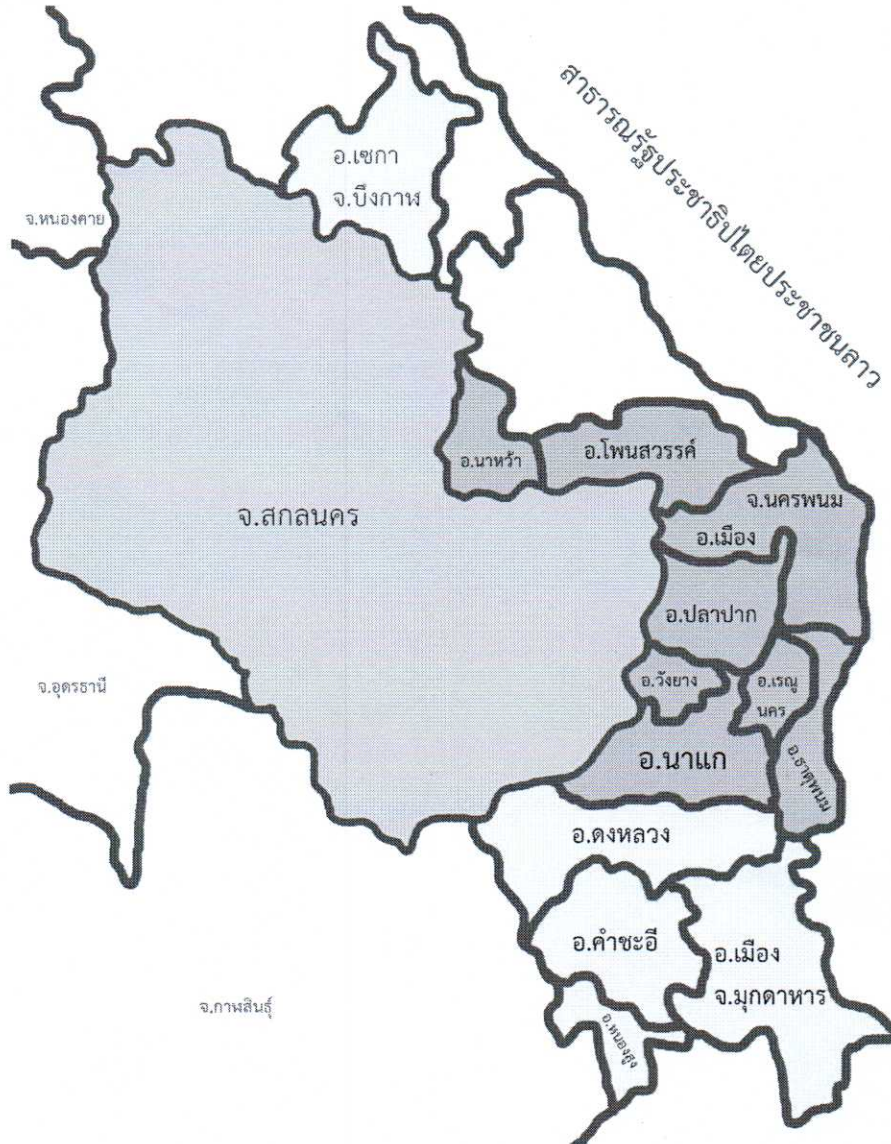 สาธารณรัฐประชาธิปไตยประชาชนลาว
อ.เซกา
จ.บึงกาฬ
จ.หนองคาย
อ.นาหว้า
อ.โพนสวรรค์
จ.นครพนม
จ.สกลนคร
อ.เมือง
อ.ปลาปาก
จ.อุดรธานี
อ.วังยาง
อ.เรณู
นคร
อ.นาแก
อ.ธาตุพนม
อ.ดงหลวง
อ.คำชะอี
อ.เมือง
จ.มุกดาหาร
จ.กาฬสินธุ์
อ.หนองสูง